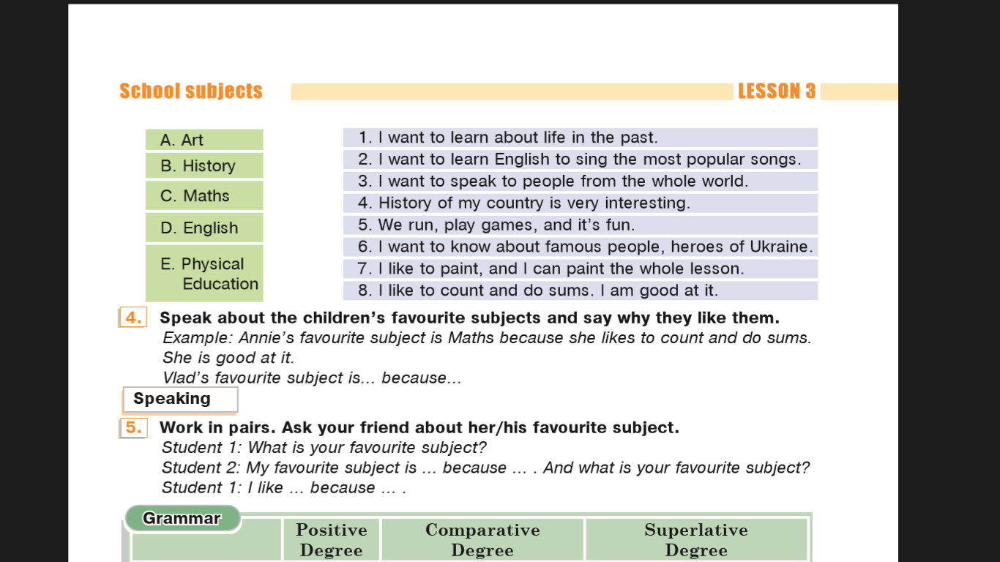 School subjects
LESSON 3
A. Art
B. History
C. Maths
D. English
E. Physical
Education
1. I want to learn about life in the past.
2. I want to learn English to sing the most popular songs.
3. I want to speak to people from the whole world.
4. History of my country is very interesting.
5. We run, play games, and it's fun.
6. I want to know about famous people, heroes of Ukraine.
7. I like to paint, and I can paint the whole lesson.
8. I like to count and do sums. I am good at it.
4. Speak about the children's favourite subjects and say why they like them.
Example: Annie's favourite subject is Maths because she likes to count and do sums.
She is good at it.
Vlad's favourite subject is... because...
Speaking
5. Work in pairs. Ask your friend about her/his favourite subject.
Student 1: What is your favourite subject?
Student 2: My favourite subject is ... because ... . And what is your favourite subject?
Student 1: I like ... because ... .
Grammar
Positive
Degree
Comparative
Degree
Superlative
Degree